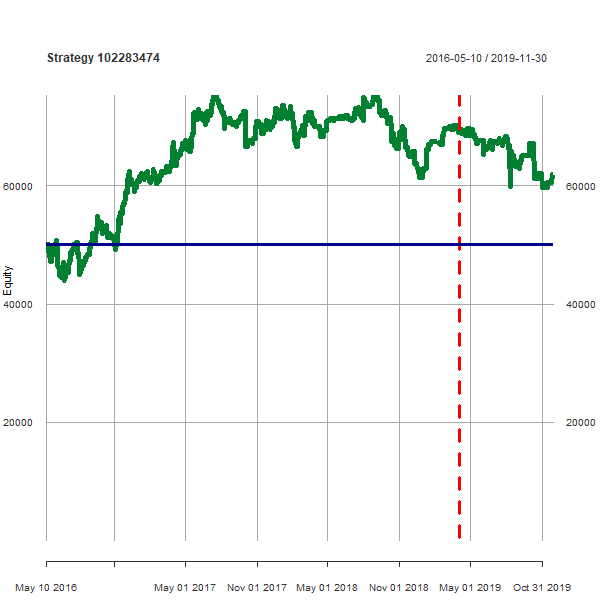 Strategy 102283474
2016-05-10 / 2019-11-30
60000
60000
Equity
40000
40000
20000
20000
May 10 2016
May 01 2017
Nov 01 2017
May 01 2018
Nov 01 2018
May 01 2019
Oct 31 2019